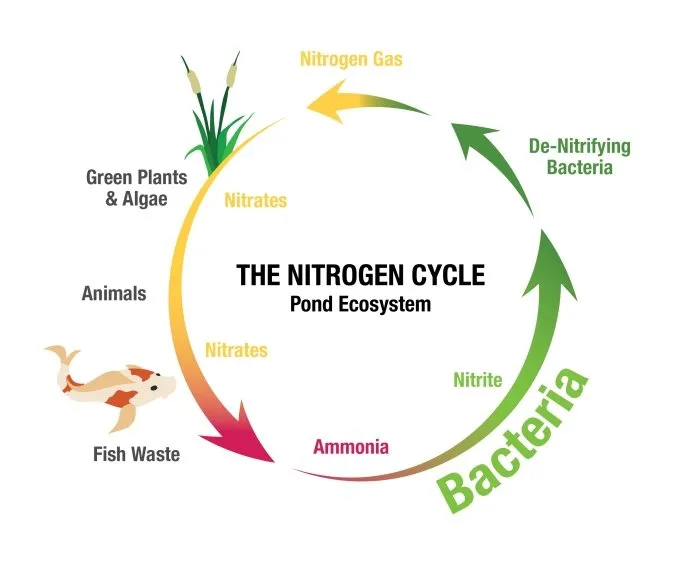 Nitrogen Gas
De-Nitrifying
Bacteria
Green Plants
& Algae
Nitrates
THE NITROGEN CYCLE
Pond Ecosystem
Animals
Nitrates
Nitrite
Bacteria
Fish Waste
Ammonia